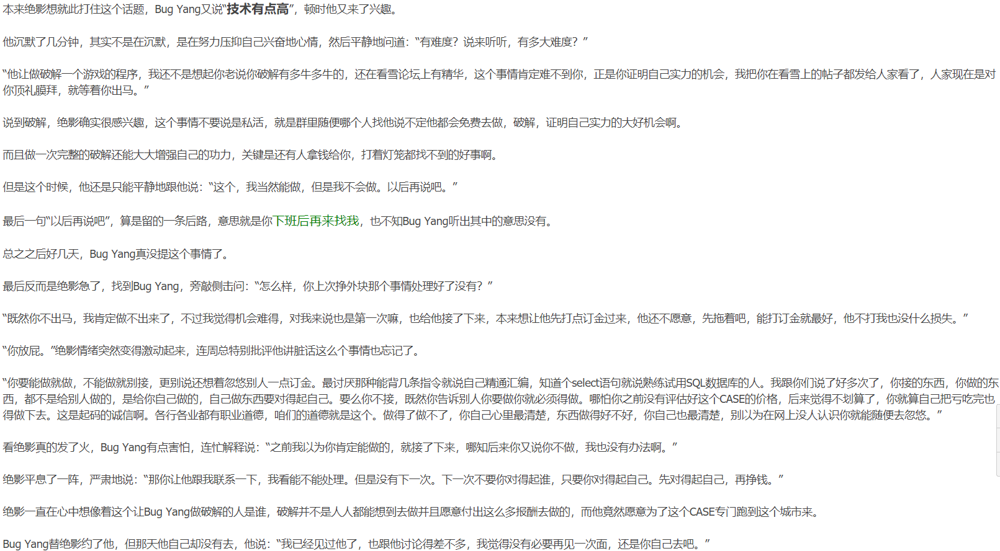 本来绝影想就此打住这个话题，Bug Yang又说“技术有点高”，顿时他又来了兴趣。
他沉默了几分钟，其实不是在沉默，是在努力压抑自己兴奋地心情，然后平静地问道：“有难度？说来听听，有多大难度？”
“他让做破解一个游戏的程序，我还不是想起你老说你破解有多牛多牛的，还在看雪论坛上有精华，这个事情肯定难不到你，正是你证明自己实力的机会，我把你在看雪上的帖子都发给人家看了，人家现在是对
你顶礼膜拜，就等着你出马。”
说到破解，绝影确实很感兴趣，这个事情不要说是私活，就是群里随便哪个人找他说不定他都会免费去做，破解，证明自己实力的大好机会啊。
而且做一次完整的破解还能大大增强自己的功力，关键是还有人拿钱给你，打着灯笼都找不到的好事啊。
但是这个时候，他还是只能平静地跟他说：“这个，我当然能做，但是我不会做。以后再说吧。”
最后一句“以后再说吧”，算是留的一条后路，意思就是你下班后再来找我，也不知Bug Yang听出其中的意思没有。
总之之后好几天，Bug Yang真没提这个事情了。
最后反而是绝影急了，找到Bug Yang，旁敲侧击问：“怎么样，你上次挣外块那个事情处理好了没有？”
“既然你不出马，我肯定做不出来了，不过我觉得机会难得，对我来说也是第一次嘛，也给他接了下来，本来想让他先打点订金过来，他还不愿意，先拖着吧，能打订金就最好，他不打我也没什么损失。”
“你放屁。”绝影情绪突然变得激动起来，连周总特别批评他讲脏话这么个事情也忘记了。
“你要能做就做，不能做就别接，更别说还想着忽悠别人一点订金。最讨厌那种能背几条指令就说自己精通汇编，知道个select语句就说熟练试用SQL数据库的人。我跟你们说了好多次了，你接的东西，你做的东
西，都不是给别人做的，是给你自己做的，自己做东西要对得起自己。要么你不接，既然你告诉别人你要做你就必须得做。哪怕你之前没有评估好这个CASE的价格，后来觉得不划算了，你就算自己把亏吃完也
得做下去。这是起码的诚信啊。各行各业都有职业道德，咱们的道德就是这个。做得了做不了，你自己心里最清楚，东西做得好不好，你自己也最清楚，别以为在网上没人认识你就能随便去忽悠。”
看绝影真的发了火，Bug Yang有点害怕，连忙解释说：“之前我以为你肯定能做的，就接了下来，哪知后来你又说你不做，我也没有办法啊。”
绝影平息了一阵，严肃地说：“那你让他跟我联系一下，我看能不能处理。但是没有下一次。下一次不要你对得起谁，只要你对得起自己。先对得起自己，再挣钱。”
绝影一直在心中想像着这个让Bug Yang做破解的人是谁，破解并不是人人都能想到去做并且愿意付出这么多报酬去做的，而他竟然愿意为了这个CASE专门跑到这个城市来。
Bug Yang替绝影约了他，但那天他自己却没有去，他说：“我已经见过他了，也跟他讨论得差不多，我觉得没有必要再见一次面，还是你自己去吧。”